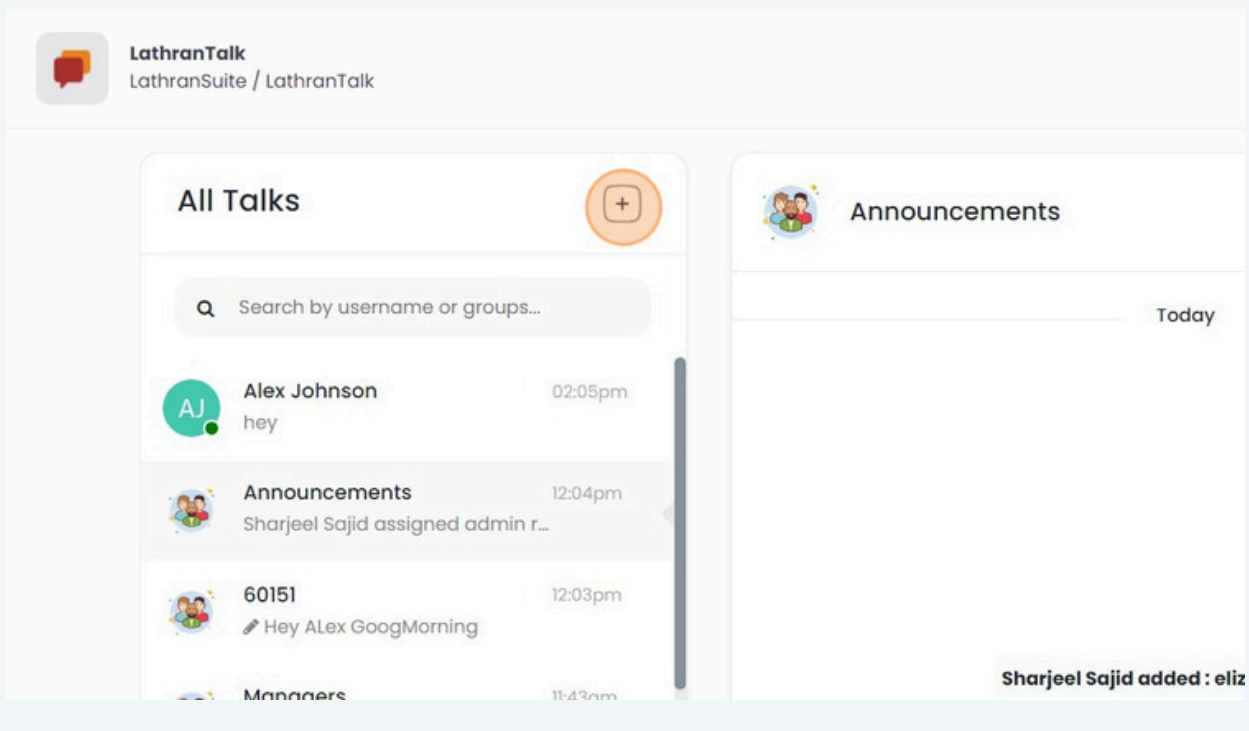 LathranTalk
LathranSuite / LathranTalk
All Talks
+
Search by username or groups...
AJ
Alex Johnson
02:05pm
hey
Announcements
12:04pm
Sharjeel Sajid assigned admin r...
60151
12:03pm
Hey ALex GoogMorning
Managers
11:43am
Announcements
Today
Sharjeel Sajid added : eliz